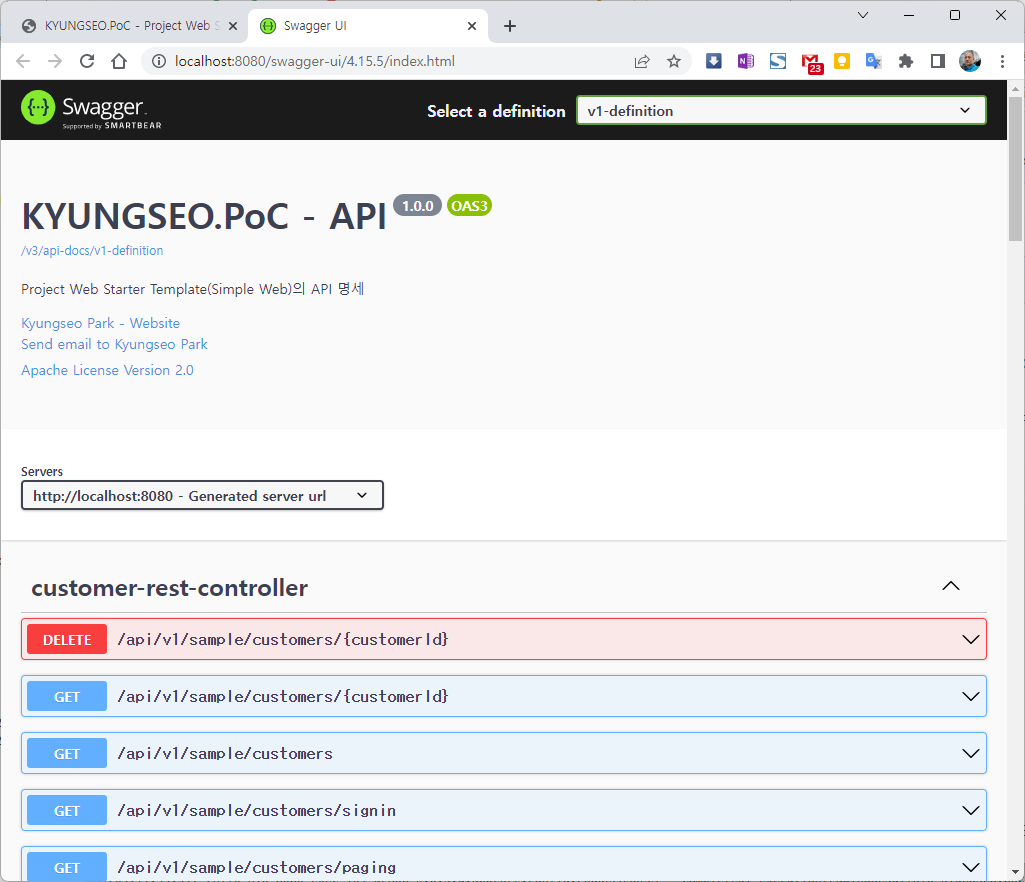 KYUNGSEO.PoC - Project Web S
Swagger UI
localhost:8080/swagger-ui/4.15.5/index.html
23
Swagger
Supported by SMARTBEAR
Select a definition
v1-definition
KYUNGSEO.PoC - API 1.0.0 OAS3
/v3/api-docs/v1-definition
Project Web Starter Template(Simple Web)의 API 명세
Kyungseo Park - Website
Send email to Kyungseo Park
Apache License Version 2.0
Servers
http://localhost:8080 - Generated server url
customer-rest-controller
DELETE /api/v1/sample/customers/{customerId}
GET /api/v1/sample/customers/{customerId}
GET /api/v1/sample/customers
GET /api/v1/sample/customers/signin
GET /api/v1/sample/customers/paging